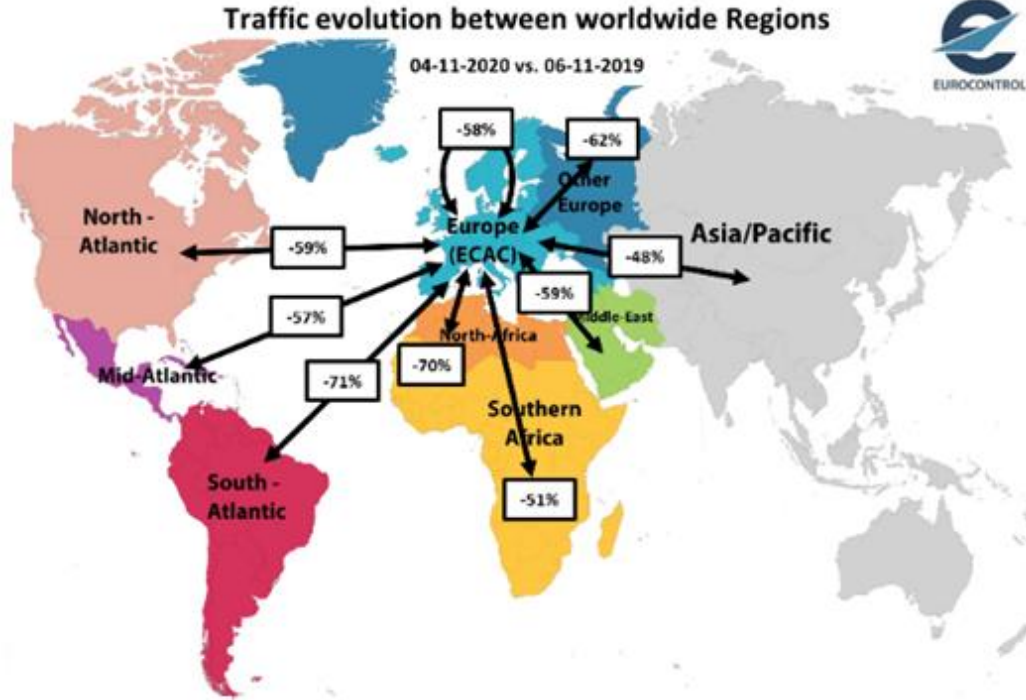 Traffic evolution between worldwide Regions
04-11-2020 vs. 06-11-2019
EUROCONTROL
-58%
-62%
Other
Europe
North -
Atlantic
Europe
(ECAC)
Asia/Pacific
-59%
-48%
-59%
-57%
Middle-East
North-Africa
-70%
Mid-Atlantic
-71%
Southern
Africa
South -
Atlantic
-51%